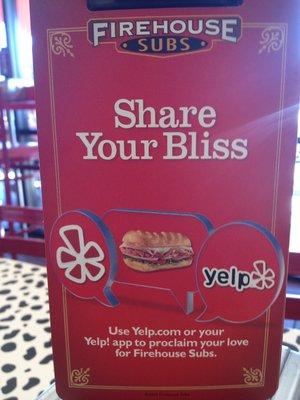 FIREHOUSE
SUBS
Share
Your Bliss
yelp
Use Yelp.com or your
Yelp! app to proclaim your love
for Firehouse Subs.